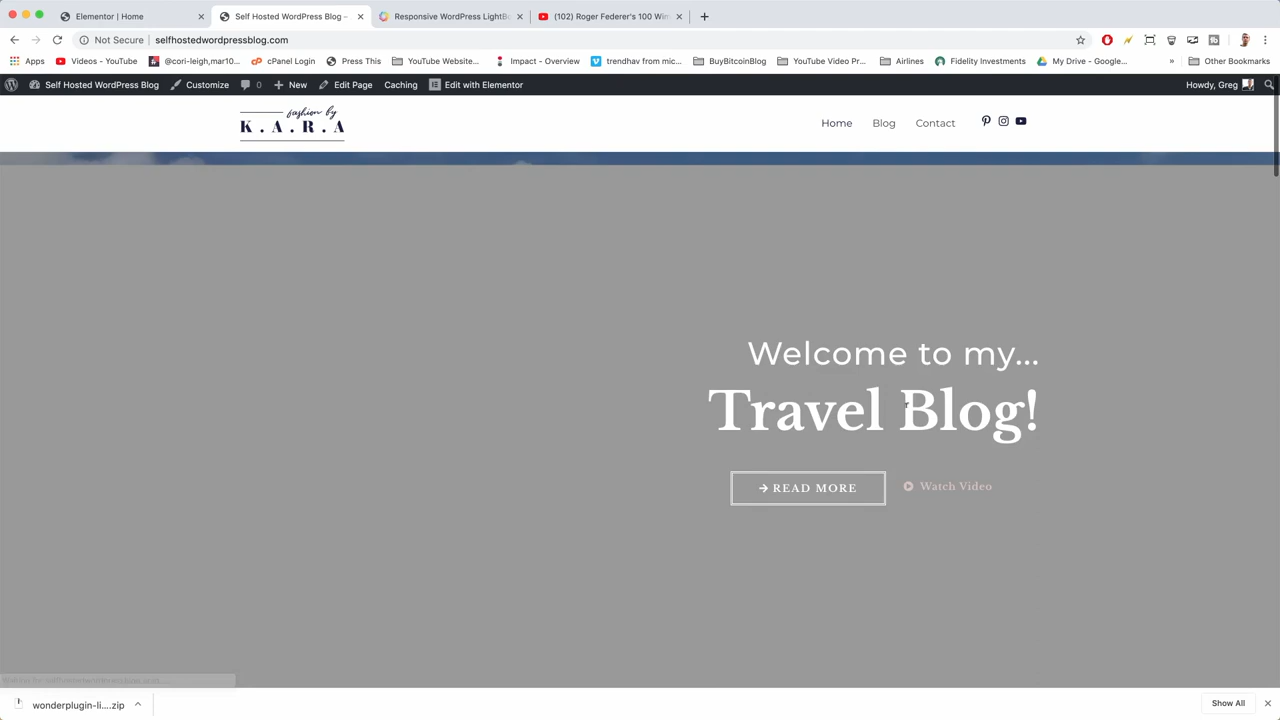 Elementor | Home
Self Hosted WordPress Blog –
Responsive WordPress LightBo
(102) Roger Federer's 100 Wim
Not Secure
selfhostedwordpressblog.com
Apps
Videos - YouTube
@cori-leigh,mar10...
cPanel Login
Press This
YouTube Website...
Impact - Overview
trendhav from mic...
BuyBitcoinBlog
YouTube Video Pr...
Airlines
Fidelity Investments
My Drive - Google...
»
Other Bookmarks
Self Hosted WordPress Blog
Customize
0
New
Edit Page
Caching
Edit with Elementor
Howdy, Greg
fashion by
K.A.R.A
Home
Blog
Contact
Welcome to my...
Travel Blog!
READ MORE
Watch Video
wonderplugin-li....zip
Show All